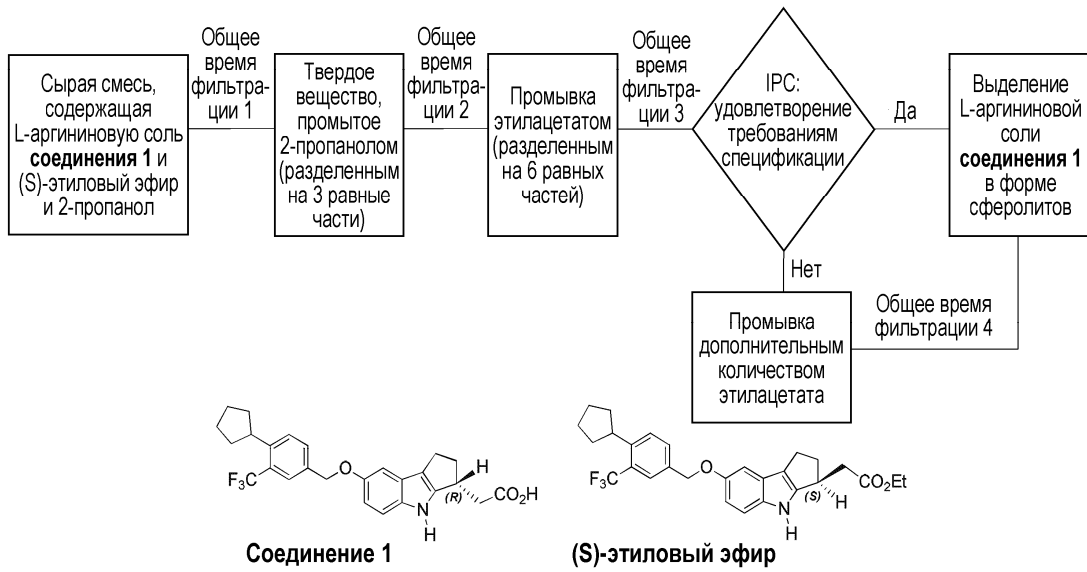 Сырая смесь,
содержащая
L-аргининовую соль
соединения 1 и
(S)-этиловый эфир
и 2-пропанол
Общее
время
фильтра-
ции 1
Твердое
вещество,
промытое
2-пропанолом
(разделенным
на 3 равные
части)
Общее
время
фильтра-
ции 2
Промывка
этилацетатом
(разделенным
на 6 равных
частей)
Общее
время
фильтра-
ции 3
IPC:
удовлетворение
требованиям
спецификации
Да
Выделение
L-аргининовой
соли
соединения 1
в форме
сферолитов
Нет
Промывка
дополнительным
количеством
этилацетата
Общее время
фильтрации 4
F3C
O
N
H
H
(R)
CO2H
Соединение 1
F3C
O
N
H
(S)
H
CO2Et
(S)-этиловый эфир